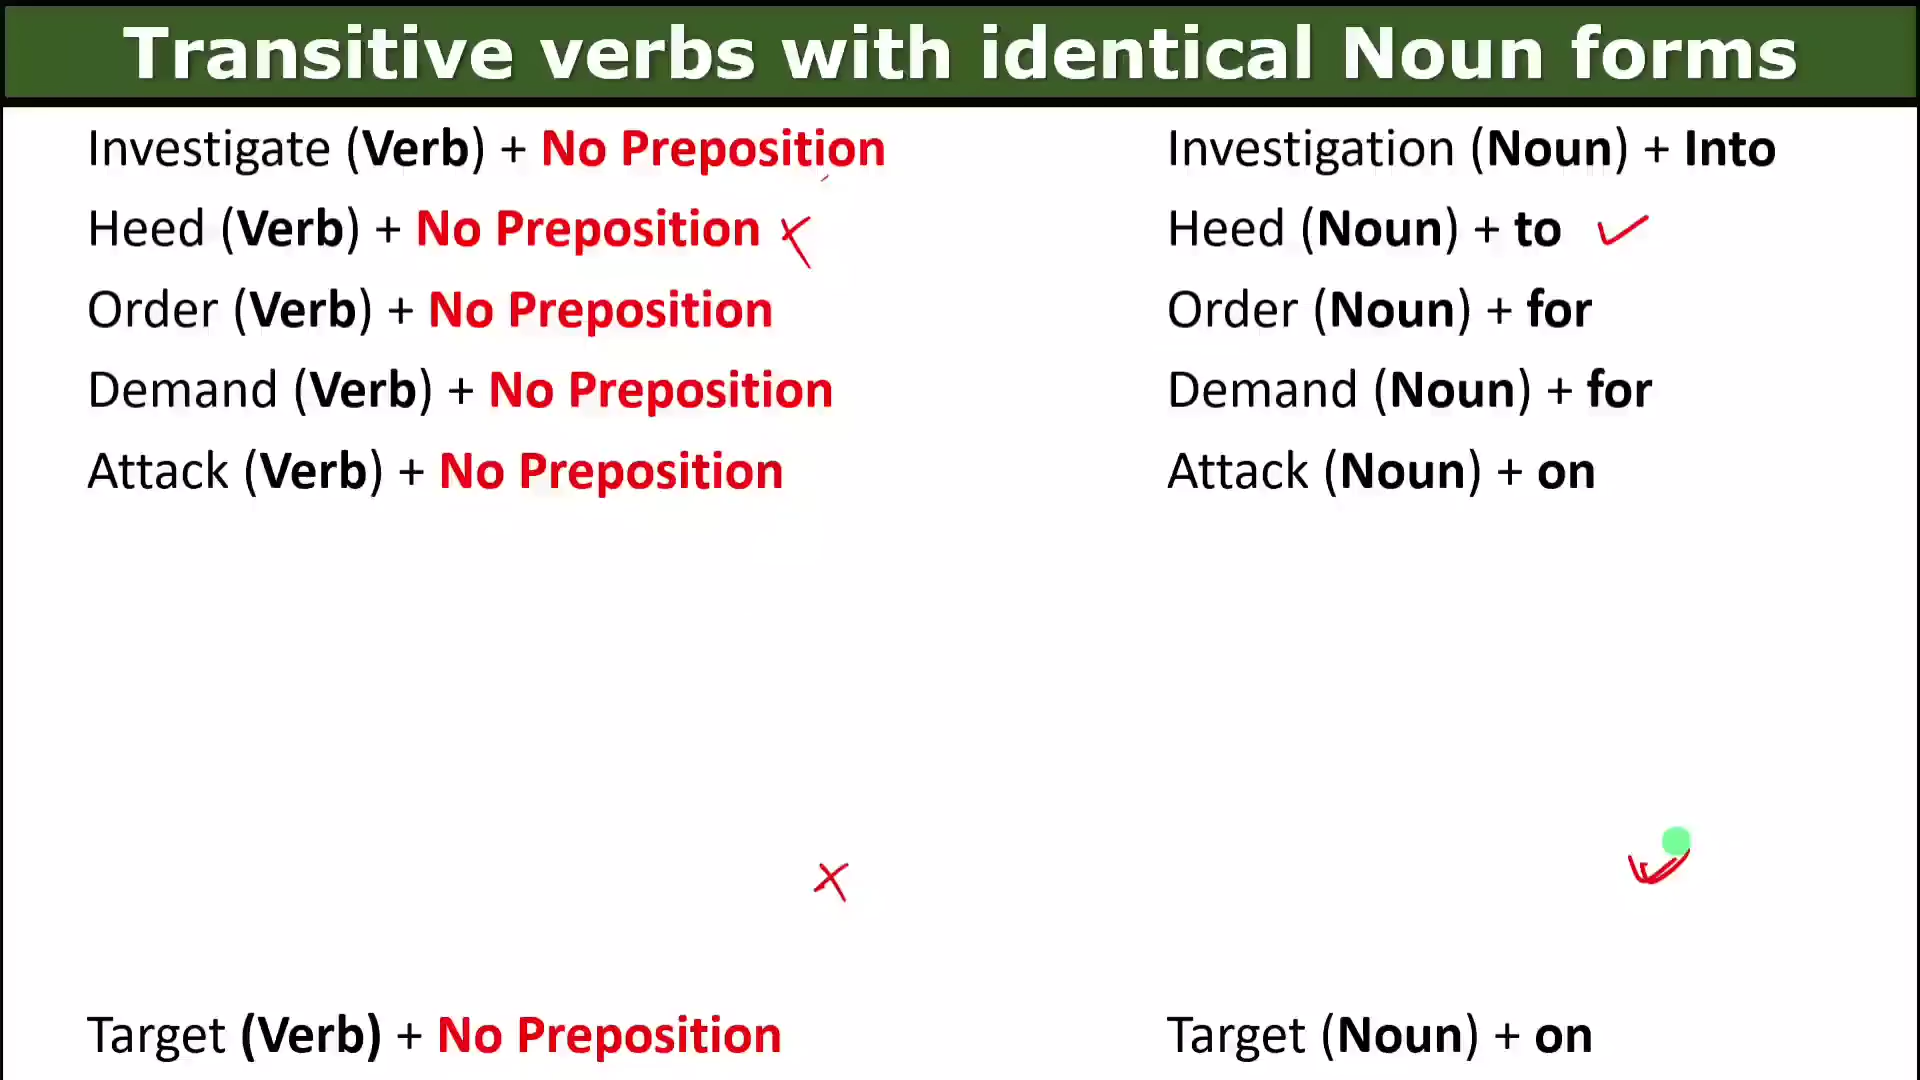 Transitive verbs with identical Noun forms
Investigate (Verb) + No Preposition
Investigation (Noun) + Into
Heed (Verb) + No Preposition
Heed (Noun) + to
Order (Verb) + No Preposition
Order (Noun) + for
Demand (Verb) + No Preposition
Demand (Noun) + for
Attack (Verb) + No Preposition
Attack (Noun) + on
Target (Verb) + No Preposition
Target (Noun) + on